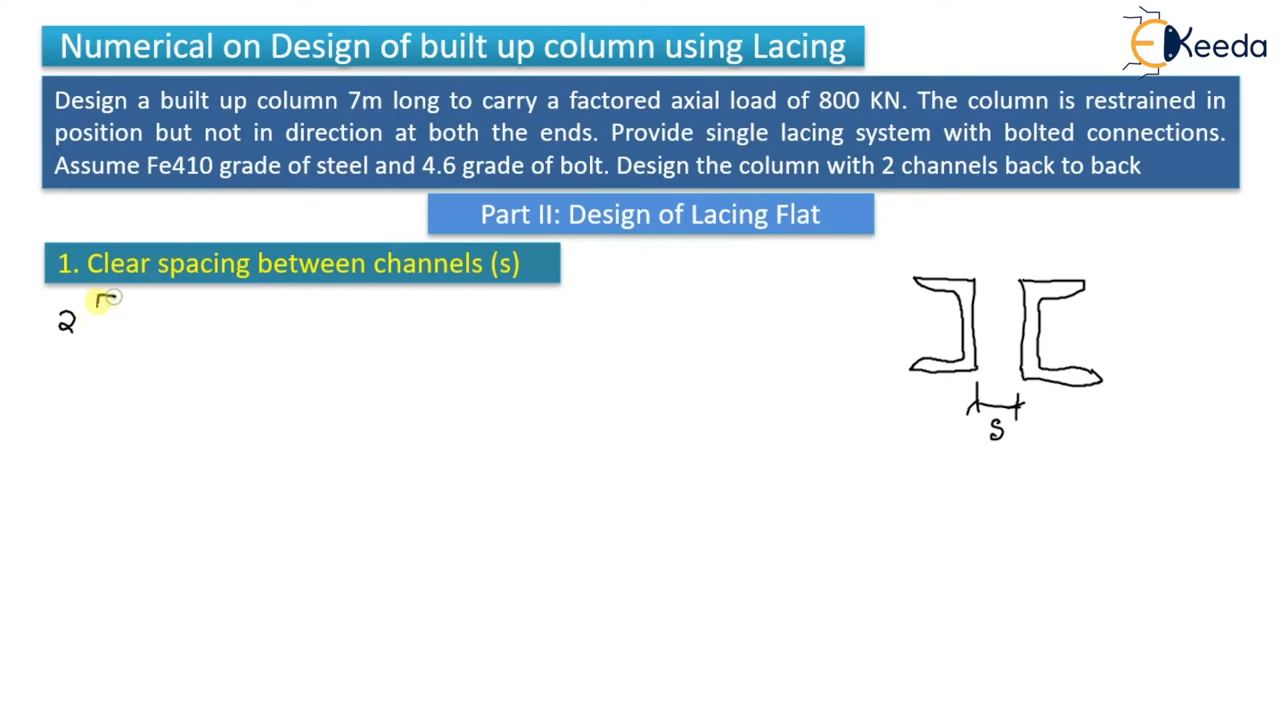 Numerical on Design of built up column using Lacing
EKeeda
Design a built up column 7m long to carry a factored axial load of 800 KN. The column is restrained in
position but not in direction at both the ends. Provide single lacing system with bolted connections.
Assume Fe410 grade of steel and 4.6 grade of bolt. Design the column with 2 channels back to back
Part II: Design of Lacing Flat
1. Clear spacing between channels (s)
2
s